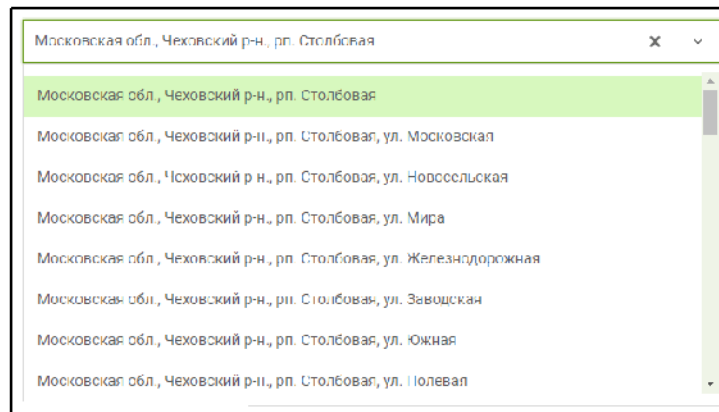 Московская обл., Чеховский р-н., рп. Столбовая
Московская обл., Чеховский р-н., рп. Столбовая
Московская обл., Чеховский р-н., рп. Столбовая, ул. Московская
Московская обл., Чеховский р-н., рп. Столбовая, ул. Новосельская
Московская обл., Чеховский р-н., рп. Столбовая, ул. Мира
Московская обл., Чеховский р-н., рп. Столбовая, ул. Железнодорожная
Московская обл., Чеховский р-н., рп. Столбовая, ул. Заводская
Московская обл., Чеховский р-н., рп. Столбовая, ул. Южная
Московская обл., Чеховский р-н., рп. Столбовая, ул. Полевая